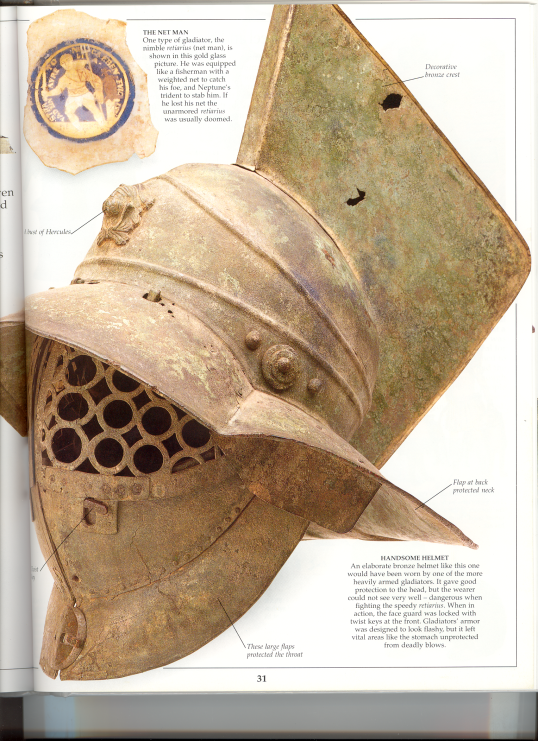 THE NET MAN
One type of gladiator, the
nimble retiarius (net man), is
shown in this gold glass
picture. He was equipped
like a fisherman with a
weighted net to catch
his foe, and Neptune's
trident to stab him. If
he lost his net the
unarmored retiarius
was usually doomed.
Decorative
bronze crest
of Hercules
Flap at back
protected neck
HANDSOME HELMET
An elaborate bronze helmet like this one
would have been worn by one of the more
heavily armed gladiators. It gave good
protection to the head, but the wearer
could not see very well – dangerous when
fighting the speedy retiarius. When in
action, the face guard was locked with
twist keys at the front. Gladiators' armor
was designed to look flashy, but it left
vital areas like the stomach unprotected
from deadly blows.
These large flaps
protected the throat
31